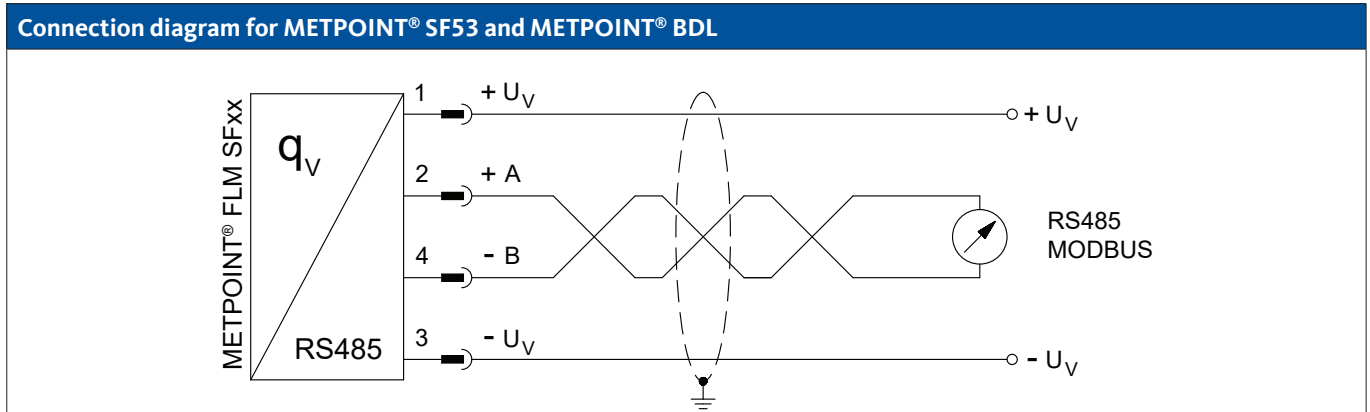 Connection diagram for METPOINT® SF53 and METPOINT® BDL
METPOINT® FLM SFxx
qV
RS485
1 + UV
+ UV
2 + A
4 - B
RS485
MODBUS
3 - UV
- UV